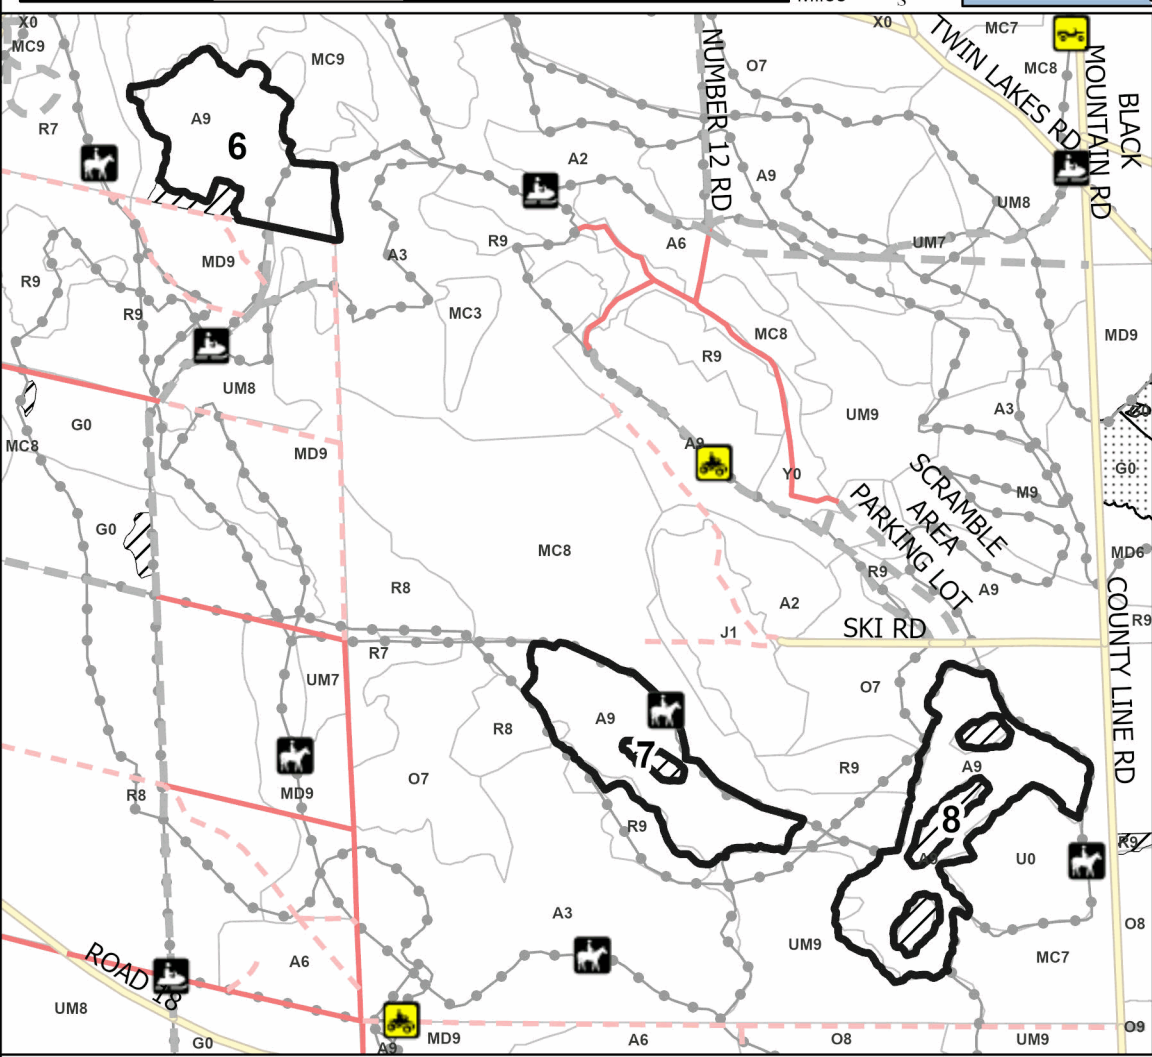 Miles
S
X0
MC9
R7
A9
6
MC9
O7
X0
MC7
MC8
TWIN LAKES RD
NUMBER 12 RD
BLACK
MOUNTAIN RD
A2
A9
UM8
UM7
A6
R9
A3
MD9
R9
R9
MC3
MC8
R9
MD9
UM8
UM9
A3
G0
G0
MC8
MD9
A9
Y0
M9
SCRAMBLE
AREA
PARKING LOT
G0
MC8
MD6
R9
A9
R8
A2
R9
J1
SKI RD
COUNTY LINE RD
R7
UM7
O7
A9
R8
7
R9
A9
8
O7
MD9
R8
R9
A9
U0
R9
A3
O8
UM9
MC7
A6
ROAD 18
UM8
G0
A9
MD9
A6
O8
UM9
O9